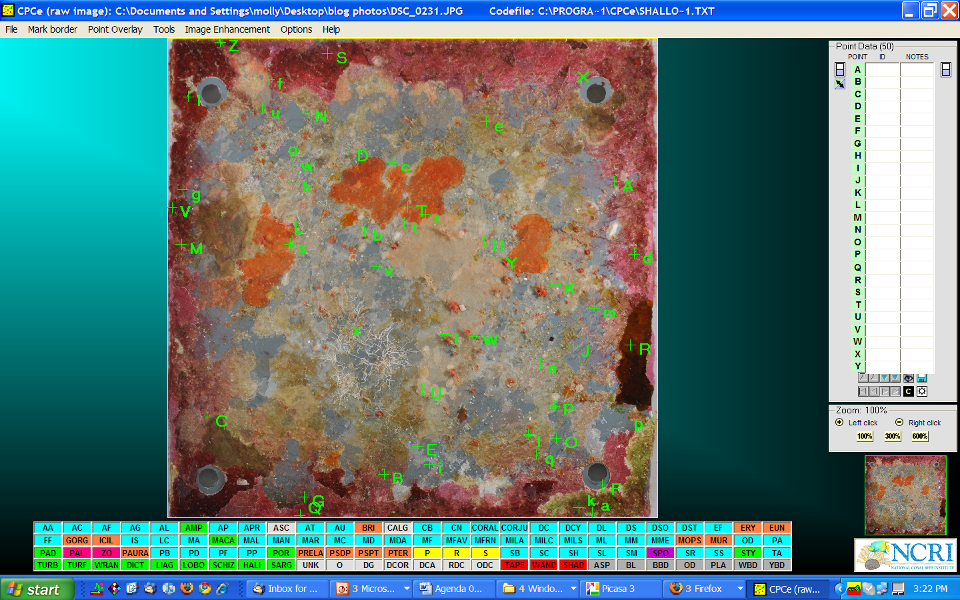 CPCe (raw image): C:\Documents and Settings\molly\Desktop\blog photos\DSC_0231.JPG Codefile: C:\PROGRA~1\CPCe\SHALLO~1.TXT
File Mark border Point Overlay Tools Image Enhancement Options Help
Point Data (50)
POINT ID NOTES
A
B
C
D
E
F
G
H
I
J
K
L
M
N
O
P
Q
R
S
T
U
V
W
X
Y
Zoom: 100%
Left click Right click
100% 300% 600%
Z
S
X
f
f
u
N
e
o
D
w
c
h
A
g
V
T
r
L
b
M
s
Y
d
v
K
m
x
W
J
R
n
U
P
C
p
E
O
q
i
B
F
G
Q
k
a
AA AC AF AG AL AMP AP APR ASC AT AU BRI CALG CB CN CORAL CORJU DC DCY DL DS DSO DST EF ERY EUN
FF GORG ICIL IS LC MA MACA MAL MAN MAR MC MD MDA MF MFAV MFRN MILA MILC MILS ML MM MME MOPS MUR OD PA
PAD PAL ZO PAURA PB PD PF PP POR PRELA PSDP PSPT PTER P R S SB SC SH SL SM SPO SR SS STY TA
TURB TURF WRAN DICT LIAG LOBO SCHIZ HALI SARG UNK O DG DCOR DCA RDC ODC TAPE WAND SHAD ASP BL BBD OD PLA WBD YBD
NCRI
NATIONAL CORAL REEF INSTITUTE
start Inbox for ... 3 Micros... Agenda 0... 4 Window... Picasa 3 3 Firefox CPCe (raw... 3:22 PM